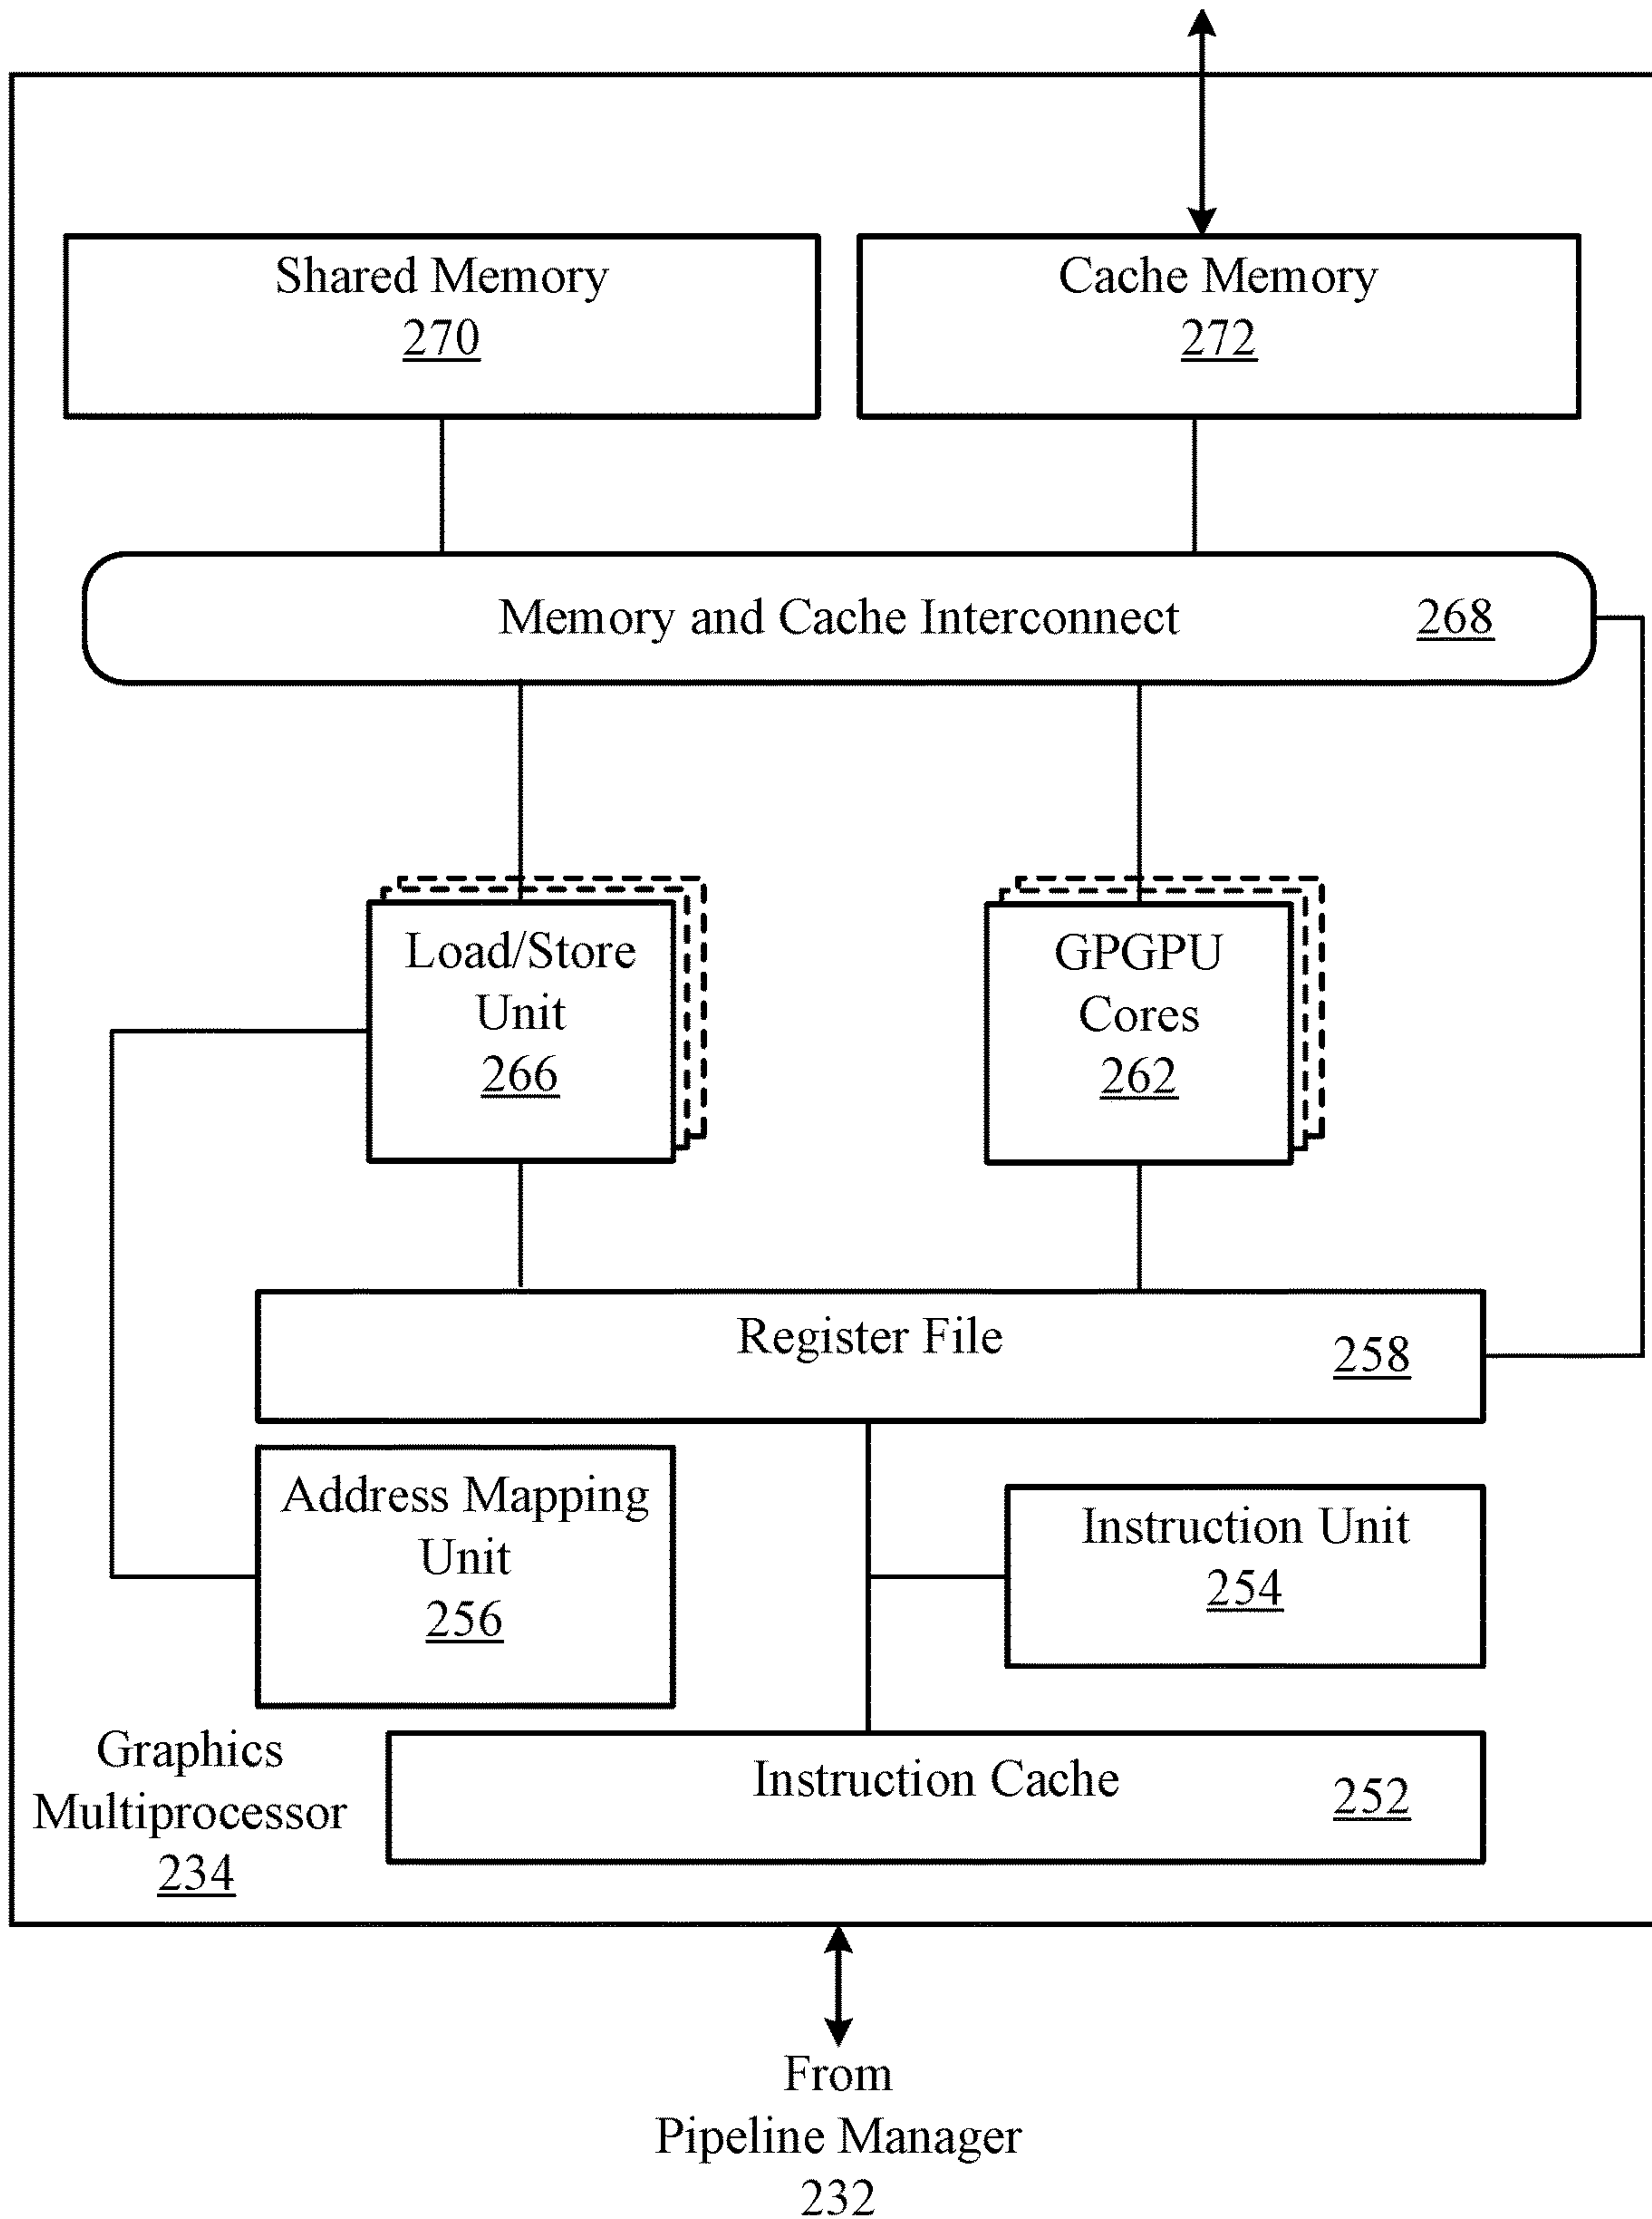 Shared Memory
270
Cache Memory
272
Memory and Cache Interconnect 268
Load/Store
Unit
266
GPGPU
Cores
262
Register File 258
Address Mapping
Unit
256
Instruction Unit
254
Graphics
Multiprocessor
234
Instruction Cache 252
From
Pipeline Manager
232